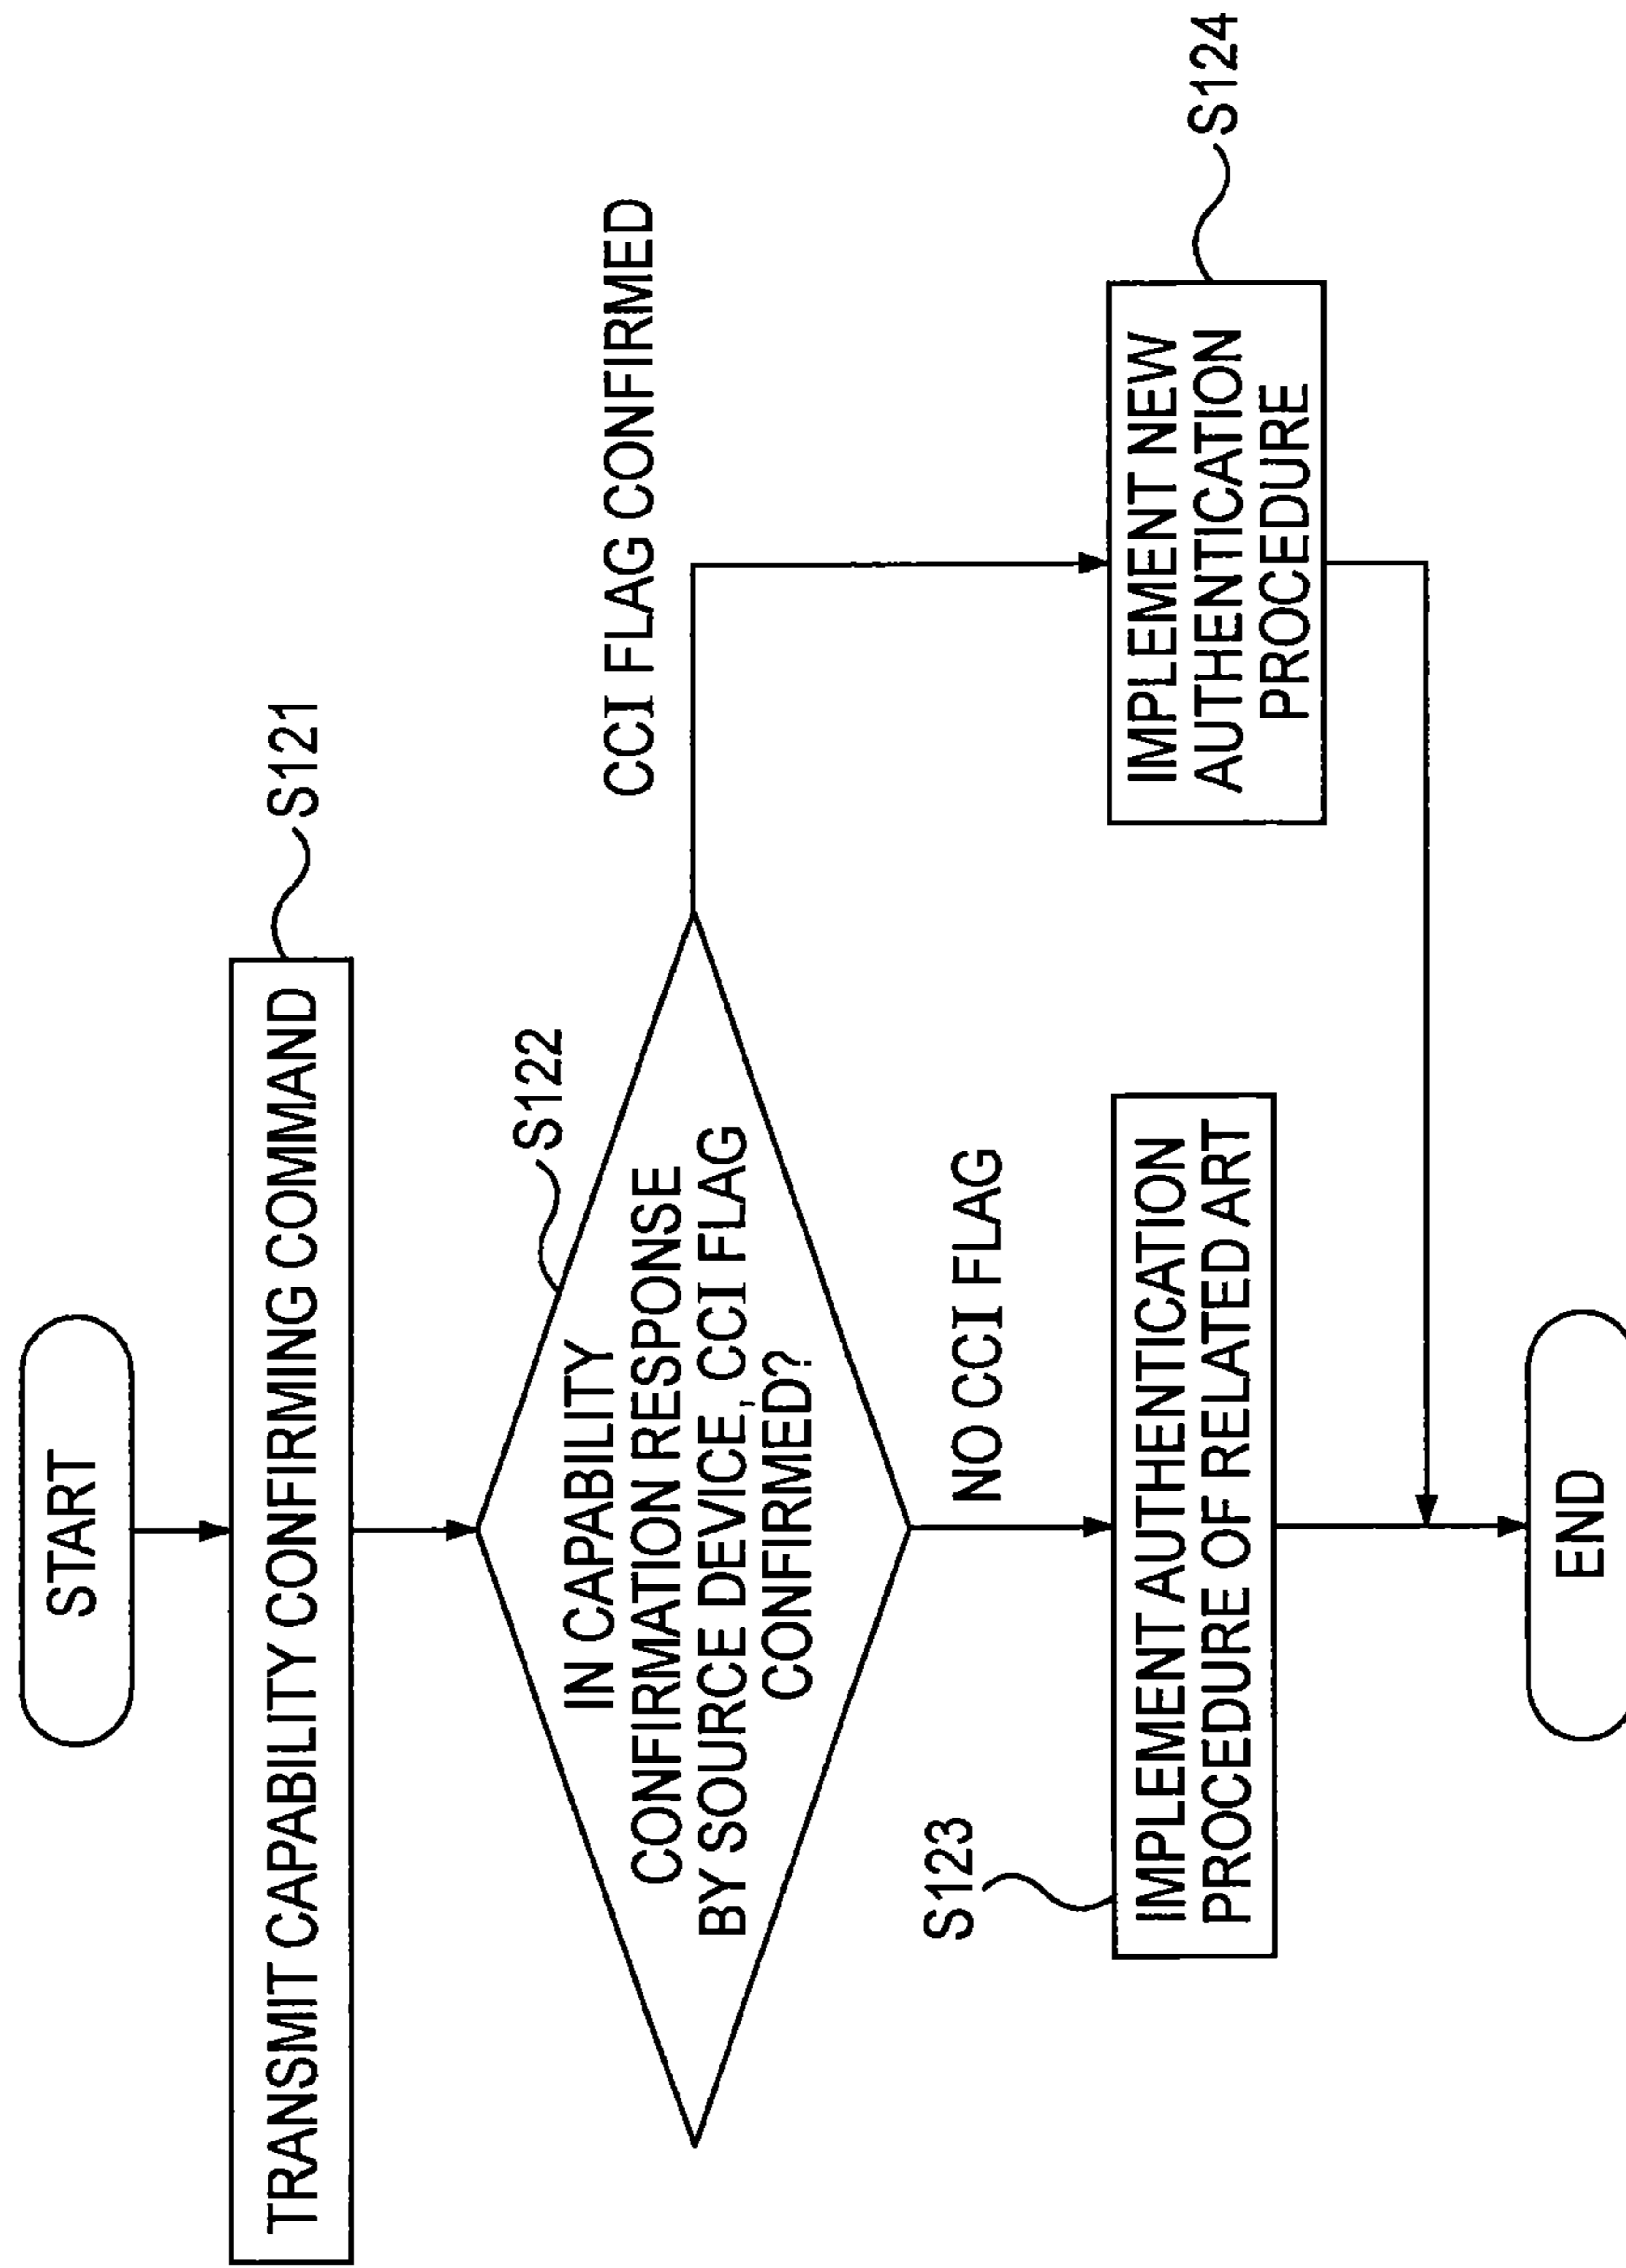 START
TRANSMIT CAPABILITY CONFIRMING COMMAND
S121
S122
IN CAPABILITY
CONFIRMATION RESPONSE
BY SOURCE DEVICE, CCI FLAG
CONFIRMED?
CCI FLAG CONFIRMED
NO CCI FLAG
S123
IMPLEMENT AUTHENTICATION
PROCEDURE OF RELATED ART
IMPLEMENT NEW
AUTHENTICATION
PROCEDURE
S124
END